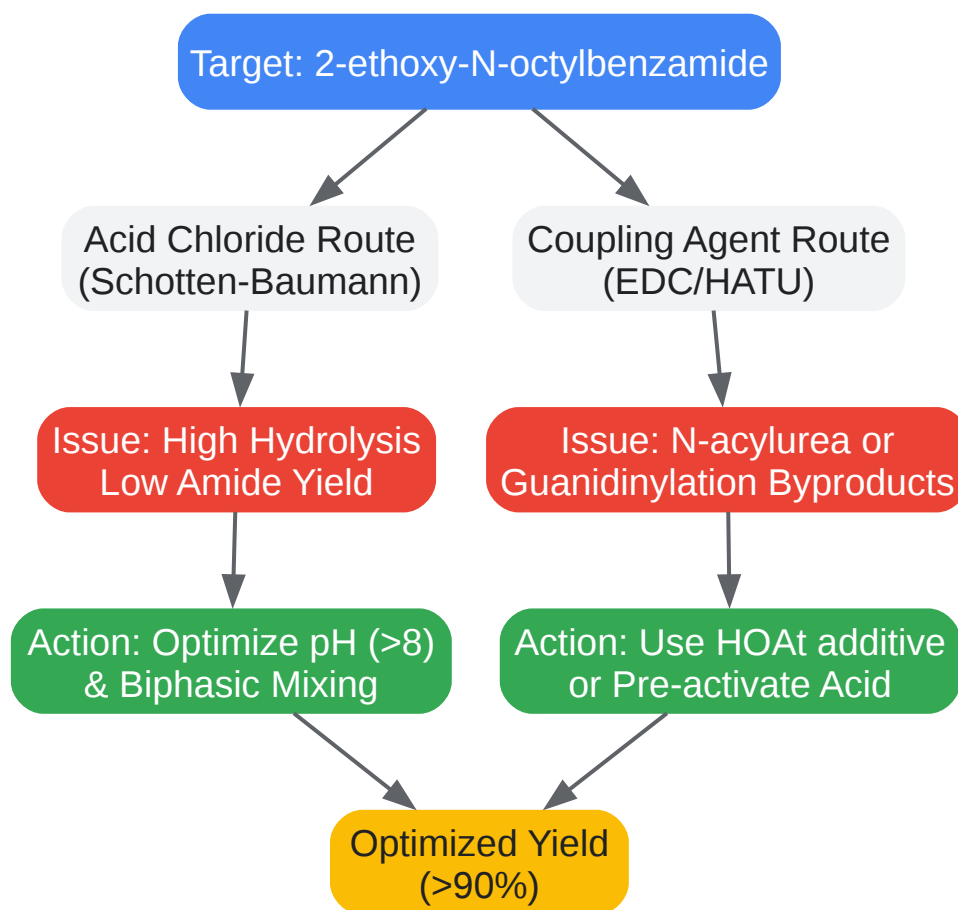 Target: 2-ethoxy-N-octylbenzamide
Acid Chloride Route
(Schotten-Baumann)
Coupling Agent Route
(EDC/HATU)
Issue: High Hydrolysis
Low Amide Yield
Issue: N-acylurea or
Guanidinylation Byproducts
Action: Optimize pH (>8)
& Biphasic Mixing
Action: Use HOAt additive
or Pre-activate Acid
Optimized Yield
(>90%)